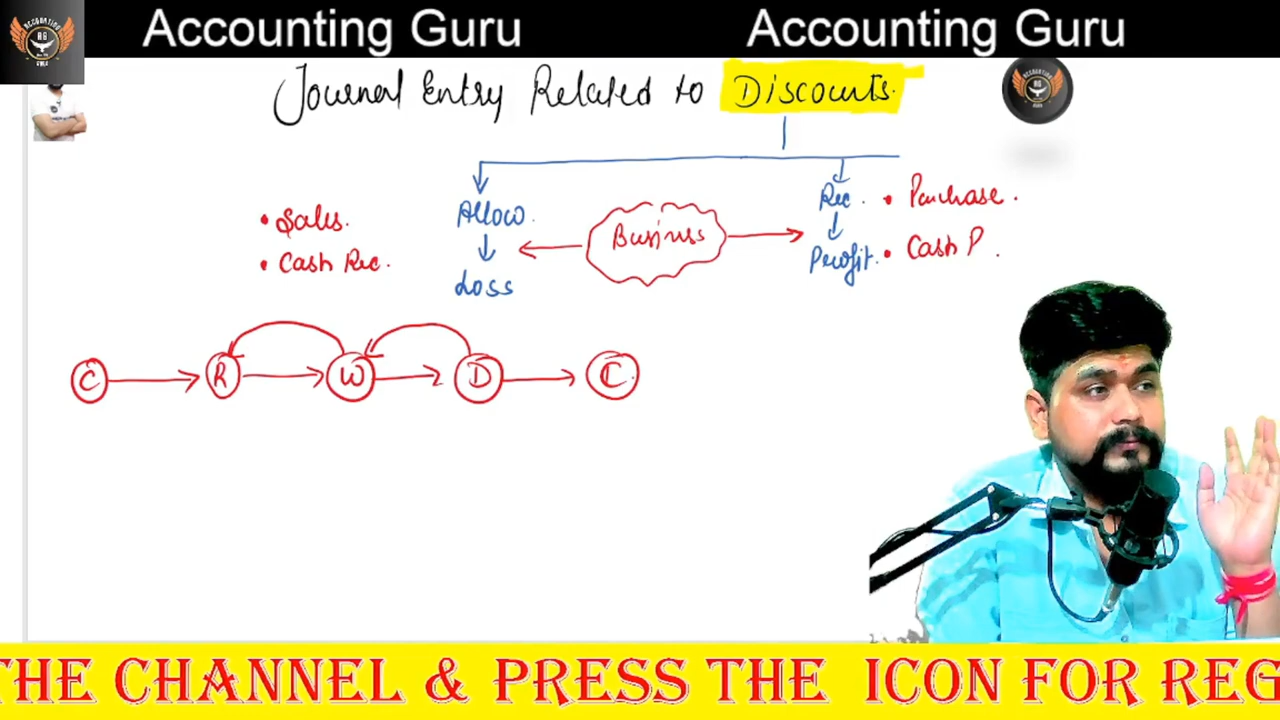 Accounting Guru Accounting Guru
Journal Entry Related to Discounts.
Allow. Rec. • Purchase.
• Sales.
Business
• Cash Rec. Profit. • Cash P.
Loss
C R W D C
THE CHANNEL & PRESS THE ICON FOR REG